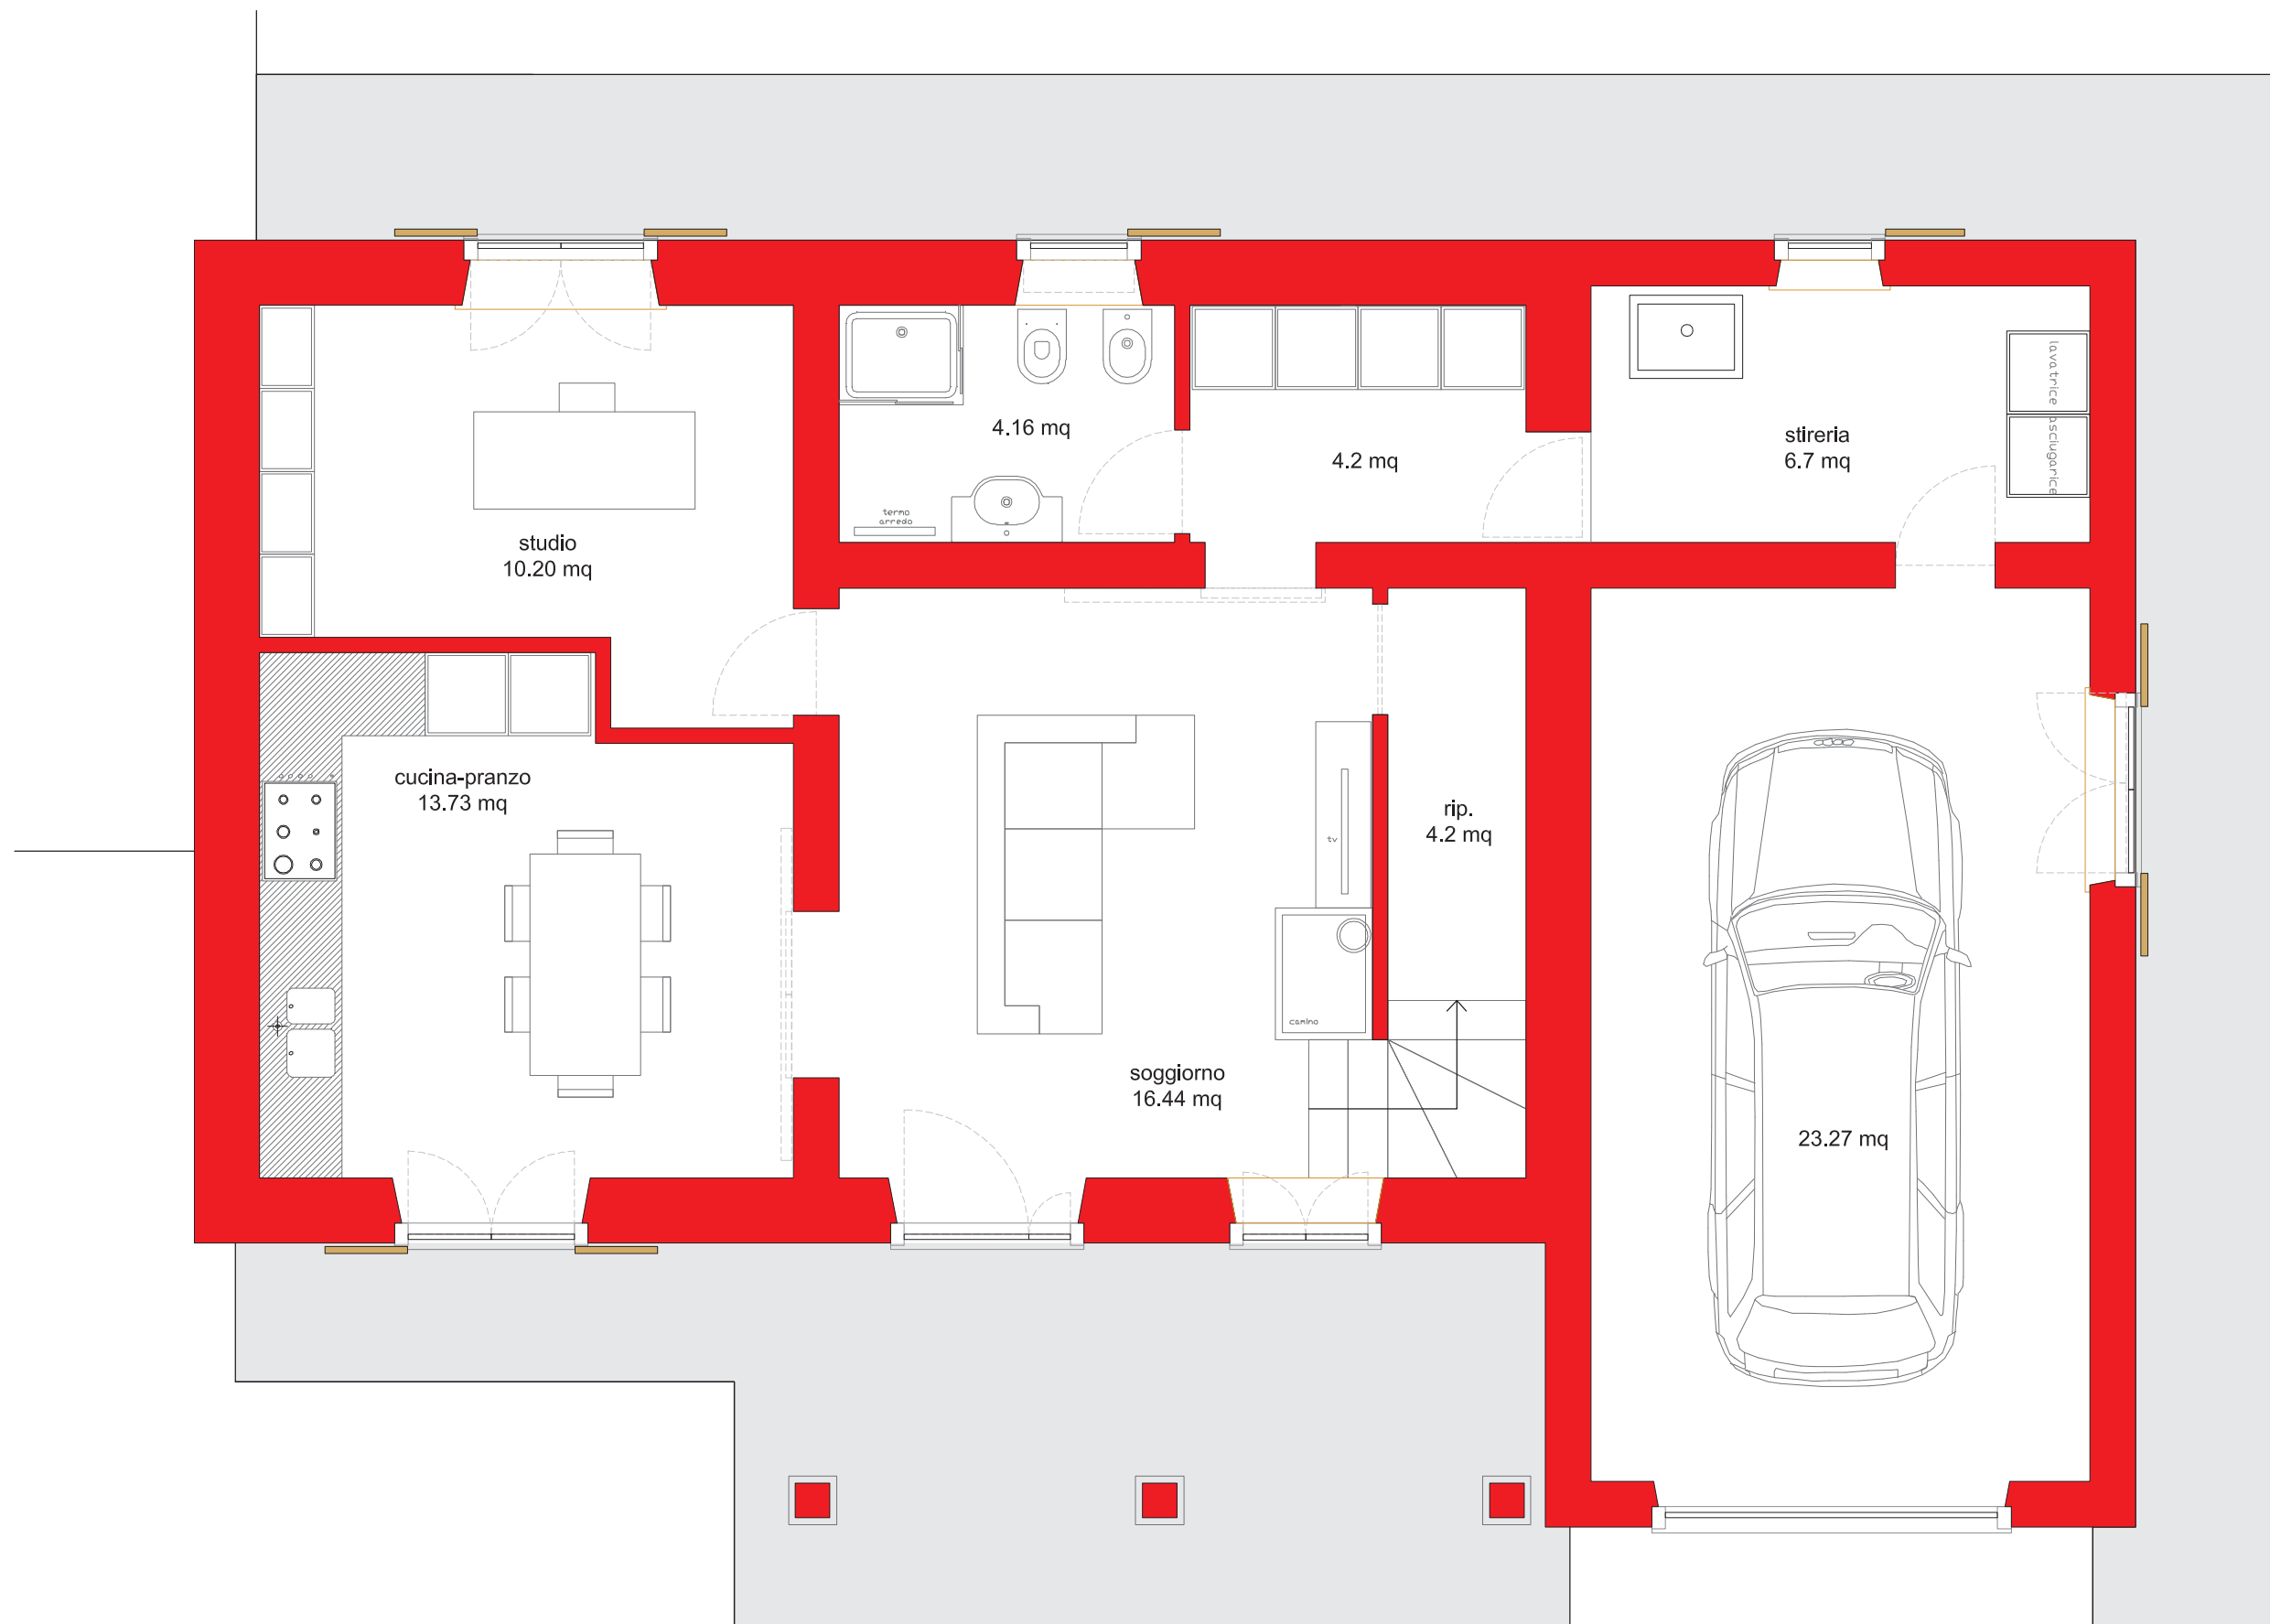 lavatrice
asciugarice
4.16 mq
stireria
6.7 mq
4.2 mq
termo
arredo
studio
10.20 mq
cucina-pranzo
13.73 mq
rip.
4.2 mq
tv
camino
soggiorno
16.44 mq
23.27 mq